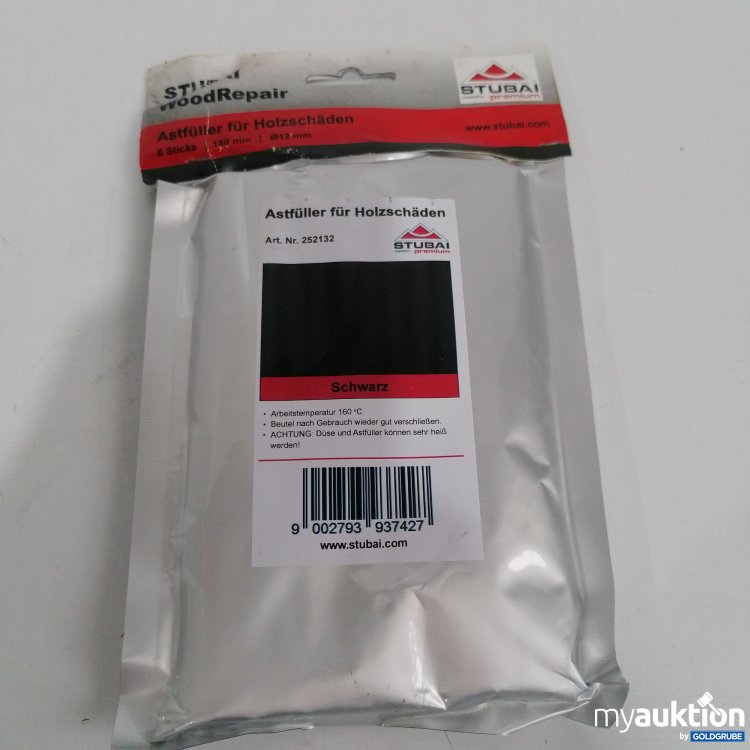 STUBAI
WoodRepair
STUBAI
premium
Astfüller für Holzschäden
www.stubai.com
8 Sticks | 150 mm | Ø12 mm
Astfüller für Holzschäden
Art. Nr. 252132
STUBAI
premium
Schwarz
• Arbeitstemperatur 160 °C.
• Beutel nach Gebrauch wieder gut verschließen.
• ACHTUNG: Düse und Astfüller können sehr heiß
werden!
9 002793 937427
www.stubai.com
myauktion
by GOLDGRUBE